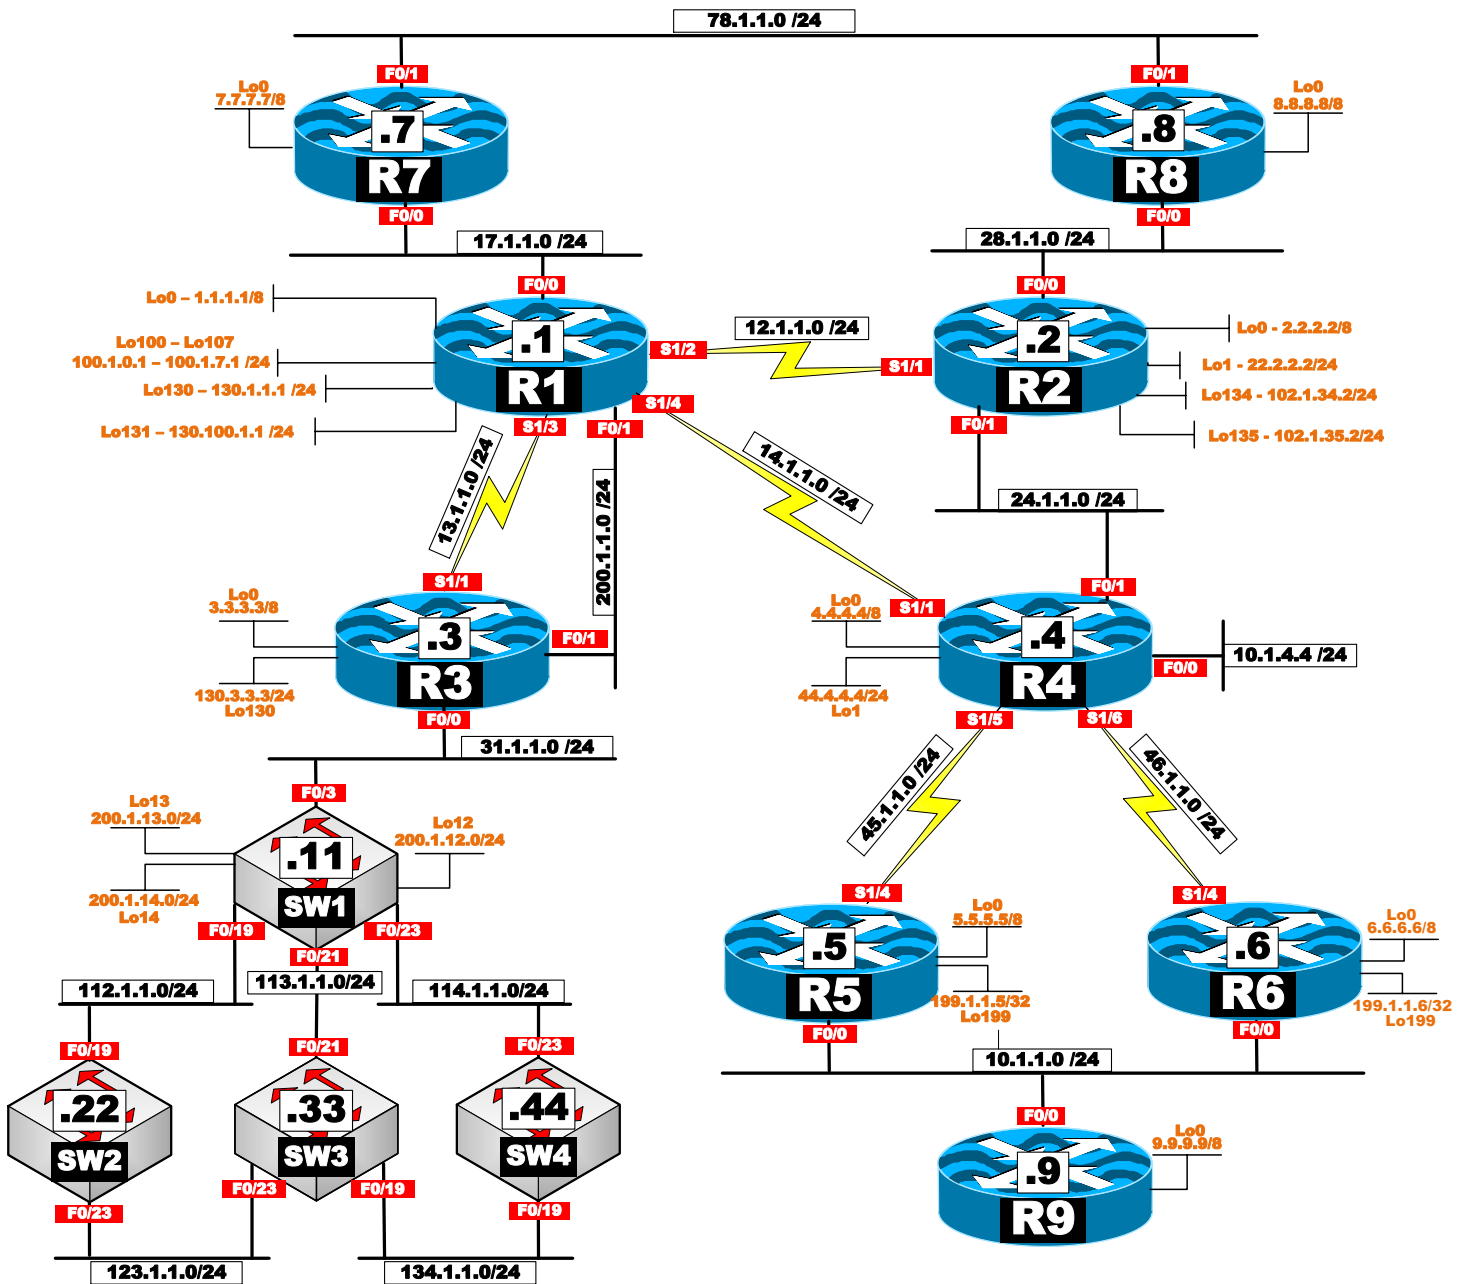 78.1.1.0 /24
F0/1
F0/1
Lo0
7.7.7.7/8
Lo0
8.8.8.8/8
.7
R7
.8
R8
F0/0
F0/0
17.1.1.0 /24
28.1.1.0 /24
F0/0
F0/0
Lo0 – 1.1.1.1/8
Lo100 – Lo107
100.1.0.1 – 100.1.7.1 /24
Lo130 – 130.1.1.1 /24
Lo131 – 130.100.1.1 /24
.1
R1
S1/2
12.1.1.0 /24
S1/1
.2
R2
Lo0 - 2.2.2.2/8
Lo1 - 22.2.2.2/24
Lo134 - 102.1.34.2/24
Lo135 - 102.1.35.2/24
S1/3
F0/1
S1/4
F0/1
13.1.1.0 /24
200.1.1.0 /24
14.1.1.0 /24
24.1.1.0 /24
S1/1
S1/1
F0/1
Lo0
3.3.3.3/8
130.3.3.3/24
Lo130
.3
R3
F0/1
F0/0
Lo0
4.4.4.4/8
44.4.4.4/24
Lo1
.4
R4
F0/0
10.1.4.4 /24
S1/5
S1/6
31.1.1.0 /24
45.1.1.0 /24
46.1.1.0 /24
F0/3
Lo13
200.1.13.0/24
Lo12
200.1.12.0/24
200.1.14.0/24
Lo14
.11
SW1
F0/19
F0/21
F0/23
S1/4
S1/4
.5
R5
Lo0
5.5.5.5/8
199.1.1.5/32
Lo199
.6
R6
Lo0
6.6.6.6/8
199.1.1.6/32
Lo199
F0/0
F0/0
112.1.1.0/24
113.1.1.0/24
114.1.1.0/24
10.1.1.0 /24
F0/19
F0/21
F0/23
.22
SW2
.33
SW3
.44
SW4
F0/23
F0/23
F0/19
F0/19
123.1.1.0/24
134.1.1.0/24
F0/0
.9
R9
Lo0
9.9.9.9/8